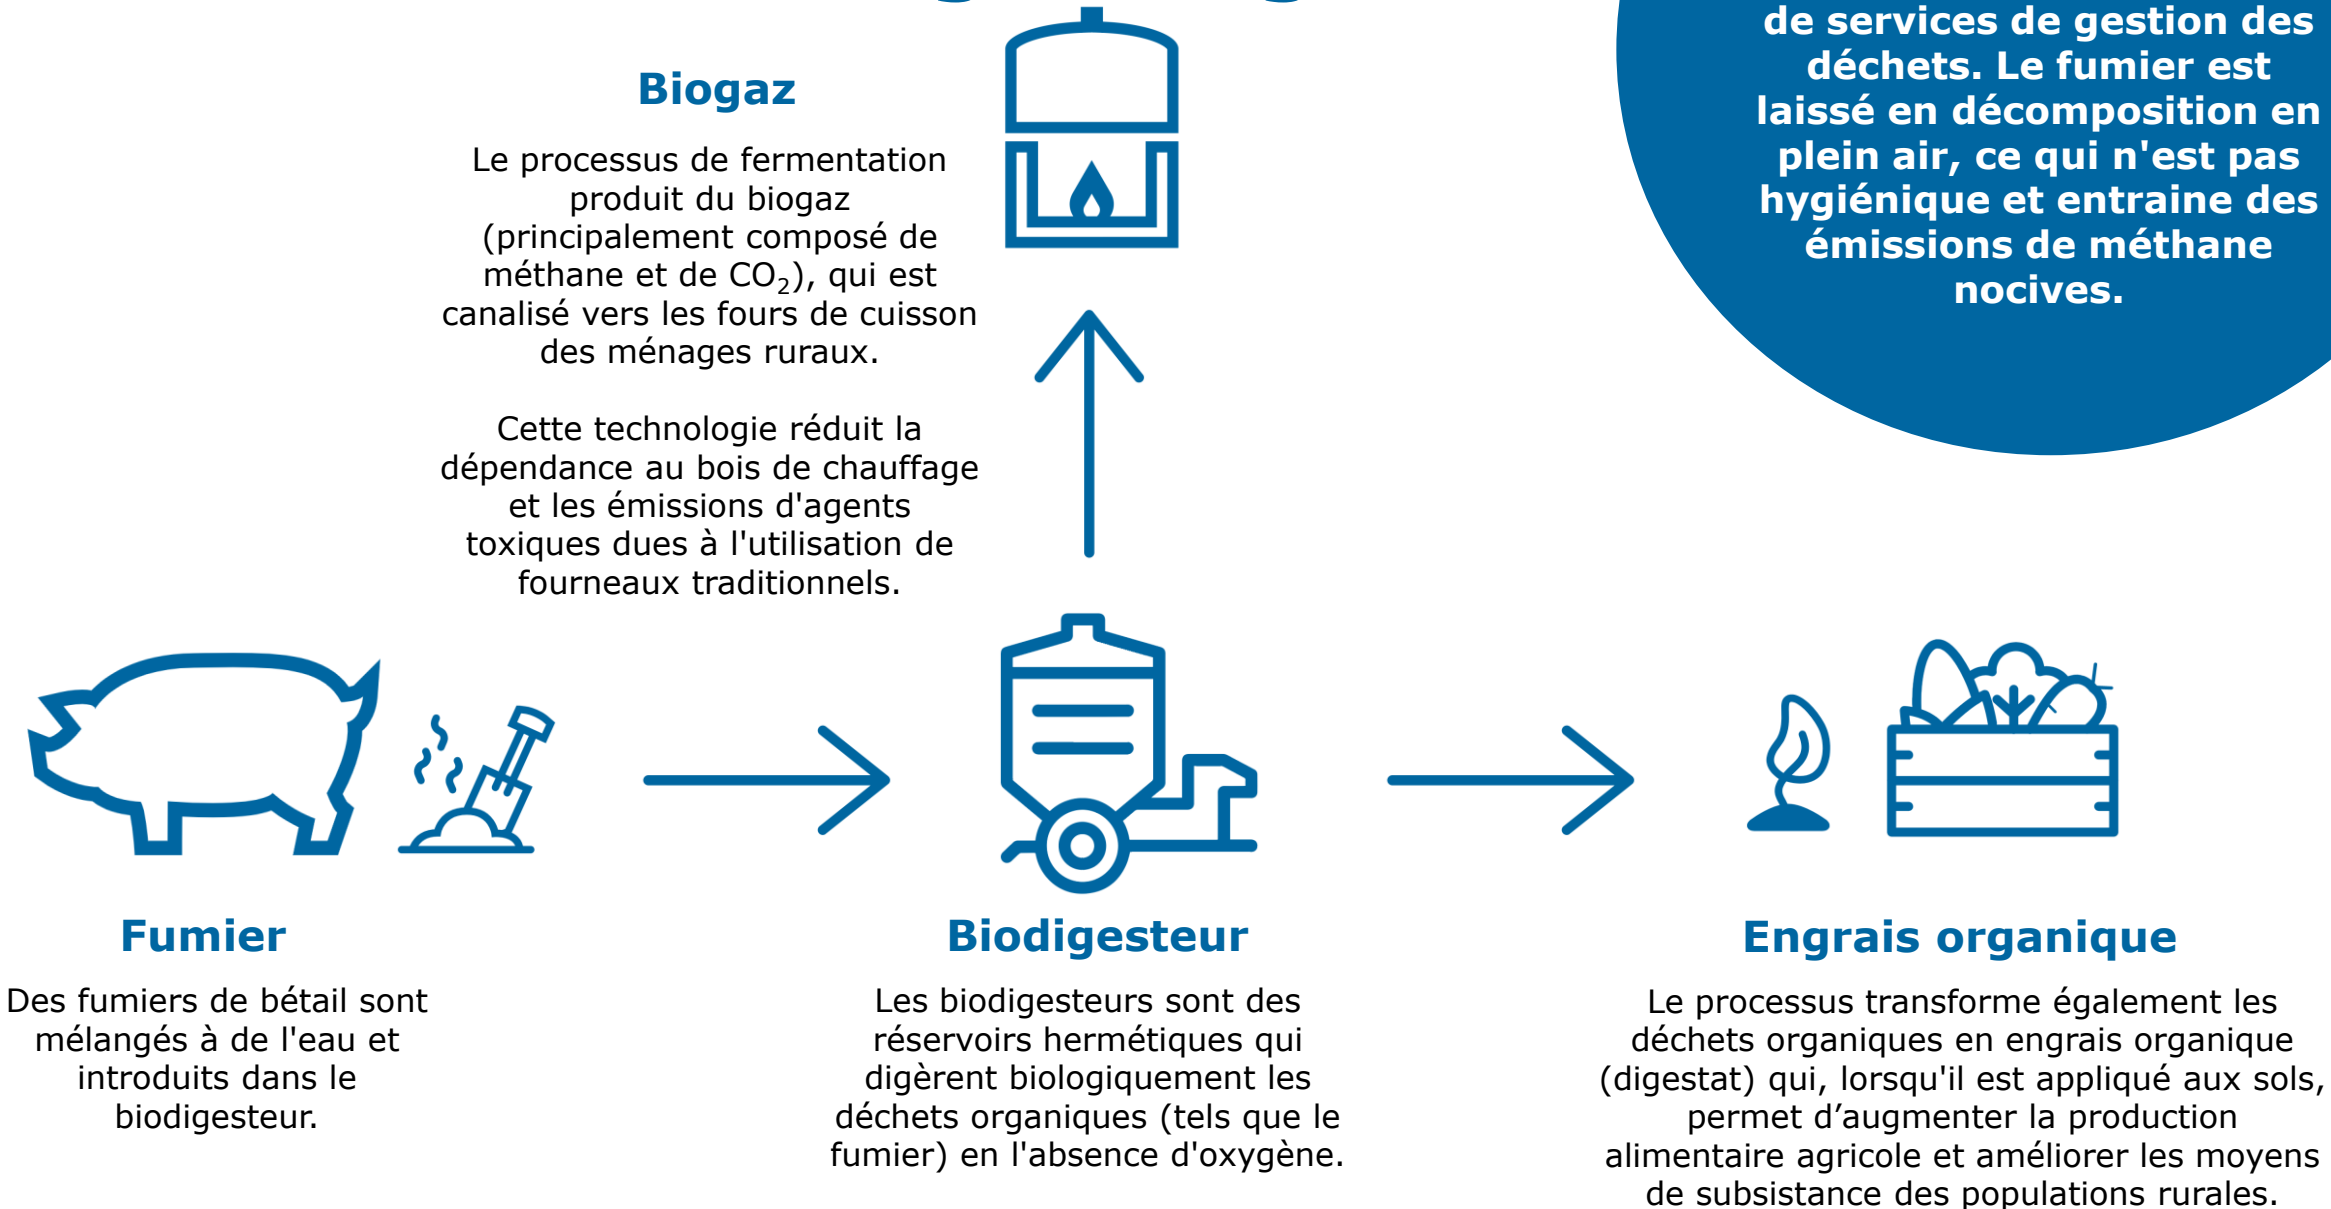 de services de gestion des
déchets. Le fumier est
laissé en décomposition en
plein air, ce qui n'est pas
hygiénique et entraine des
émissions de méthane
nocives.
Biogaz
Le processus de fermentation
produit du biogaz
(principalement composé de
méthane et de CO₂), qui est
canalisé vers les fours de cuisson
des ménages ruraux.
Cette technologie réduit la
dépendance au bois de chauffage
et les émissions d'agents
toxiques dues à l'utilisation de
fourneaux traditionnels.
Fumier
Des fumiers de bétail sont
mélangés à de l'eau et
introduits dans le
biodigesteur.
Biodigesteur
Les biodigesteurs sont des
réservoirs hermétiques qui
digèrent biologiquement les
déchets organiques (tels que le
fumier) en l'absence d'oxygène.
Engrais organique
Le processus transforme également les
déchets organiques en engrais organique
(digestat) qui, lorsqu'il est appliqué aux sols,
permet d’augmenter la production
alimentaire agricole et améliorer les moyens
de subsistance des populations rurales.